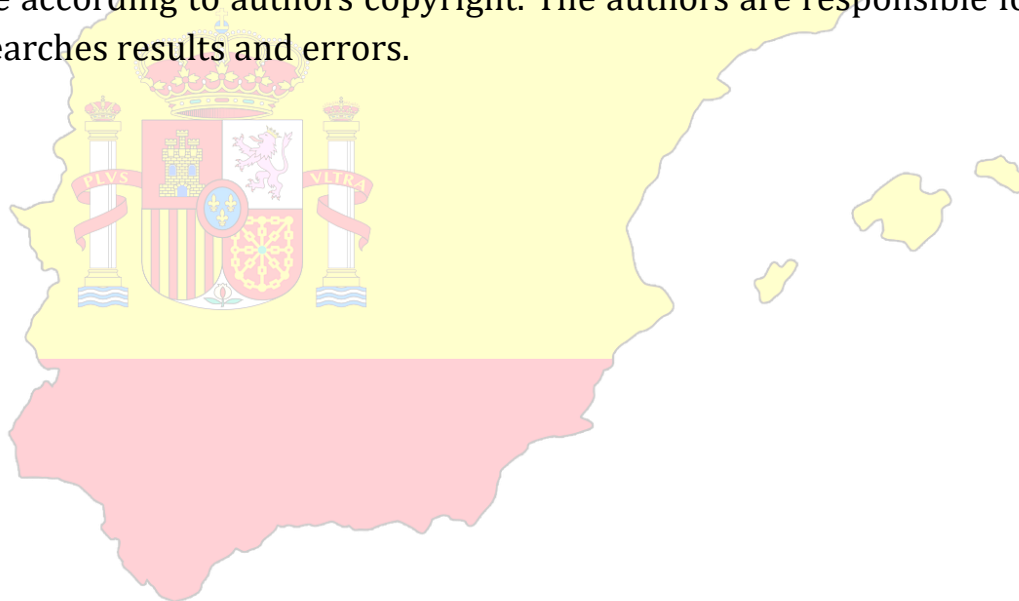 e according to authors copyright. The authors are responsible fo
earches results and errors.
PLVS
VLTRA